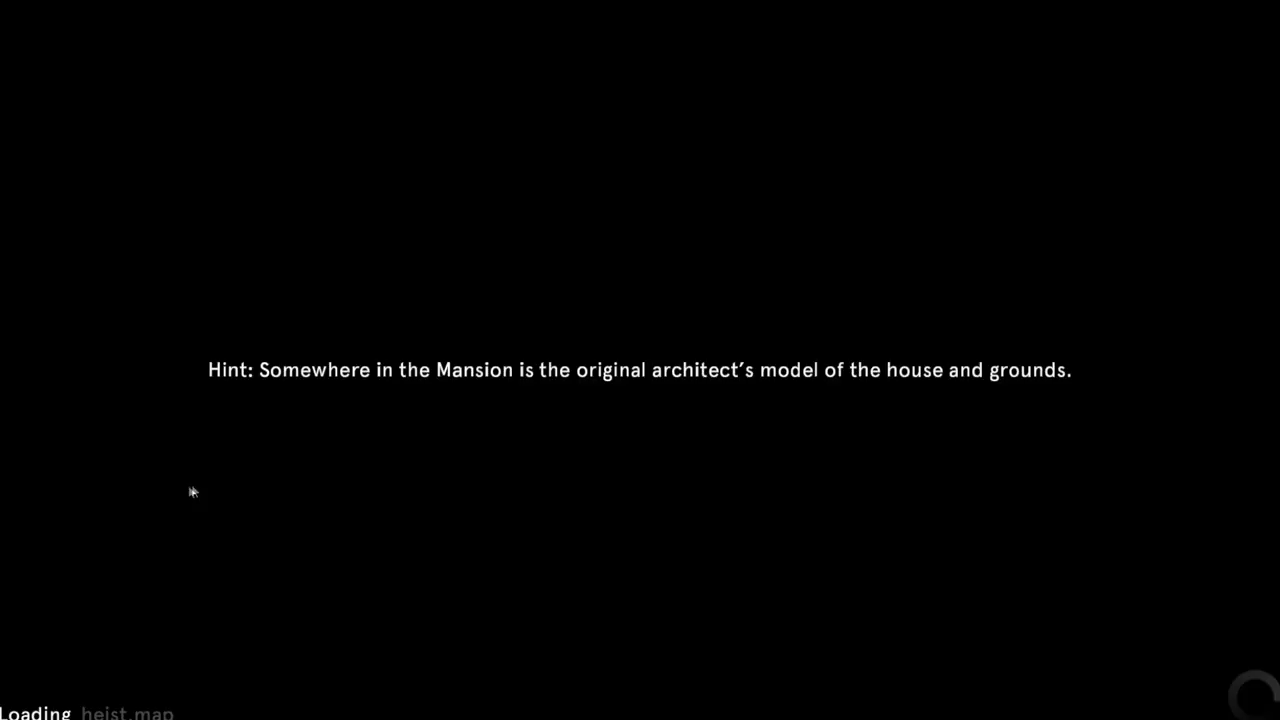 Hint: Somewhere in the Mansion is the original architect's model of the house and grounds.
Loading heist.map